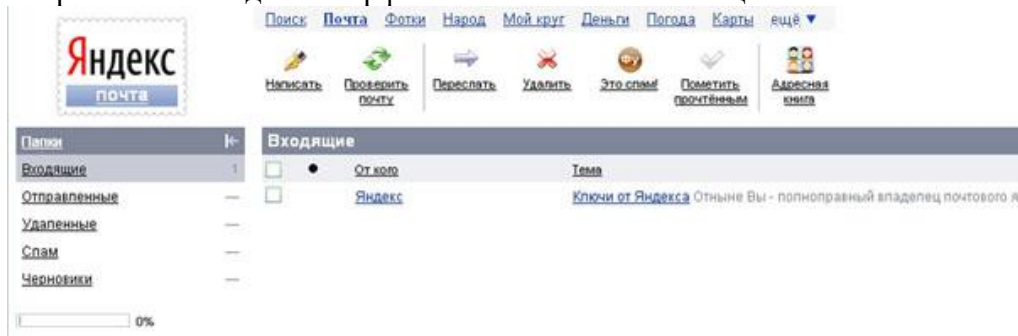 Поиск Почта Фотки Народ Мой круг Деньги Погода Карты ещё ▼
Яндекс
почта
Написать Проверить почту Переслать Удалить Это спам! Пометить прочтённым Адресная книга
Папки
Входящие 1
Отправленные —
Удаленные —
Спам —
Черновики —
0%
Входящие
От кого Тема
Яндекс Ключи от Яндекса Отныне Вы - полноправный владелец почтового я